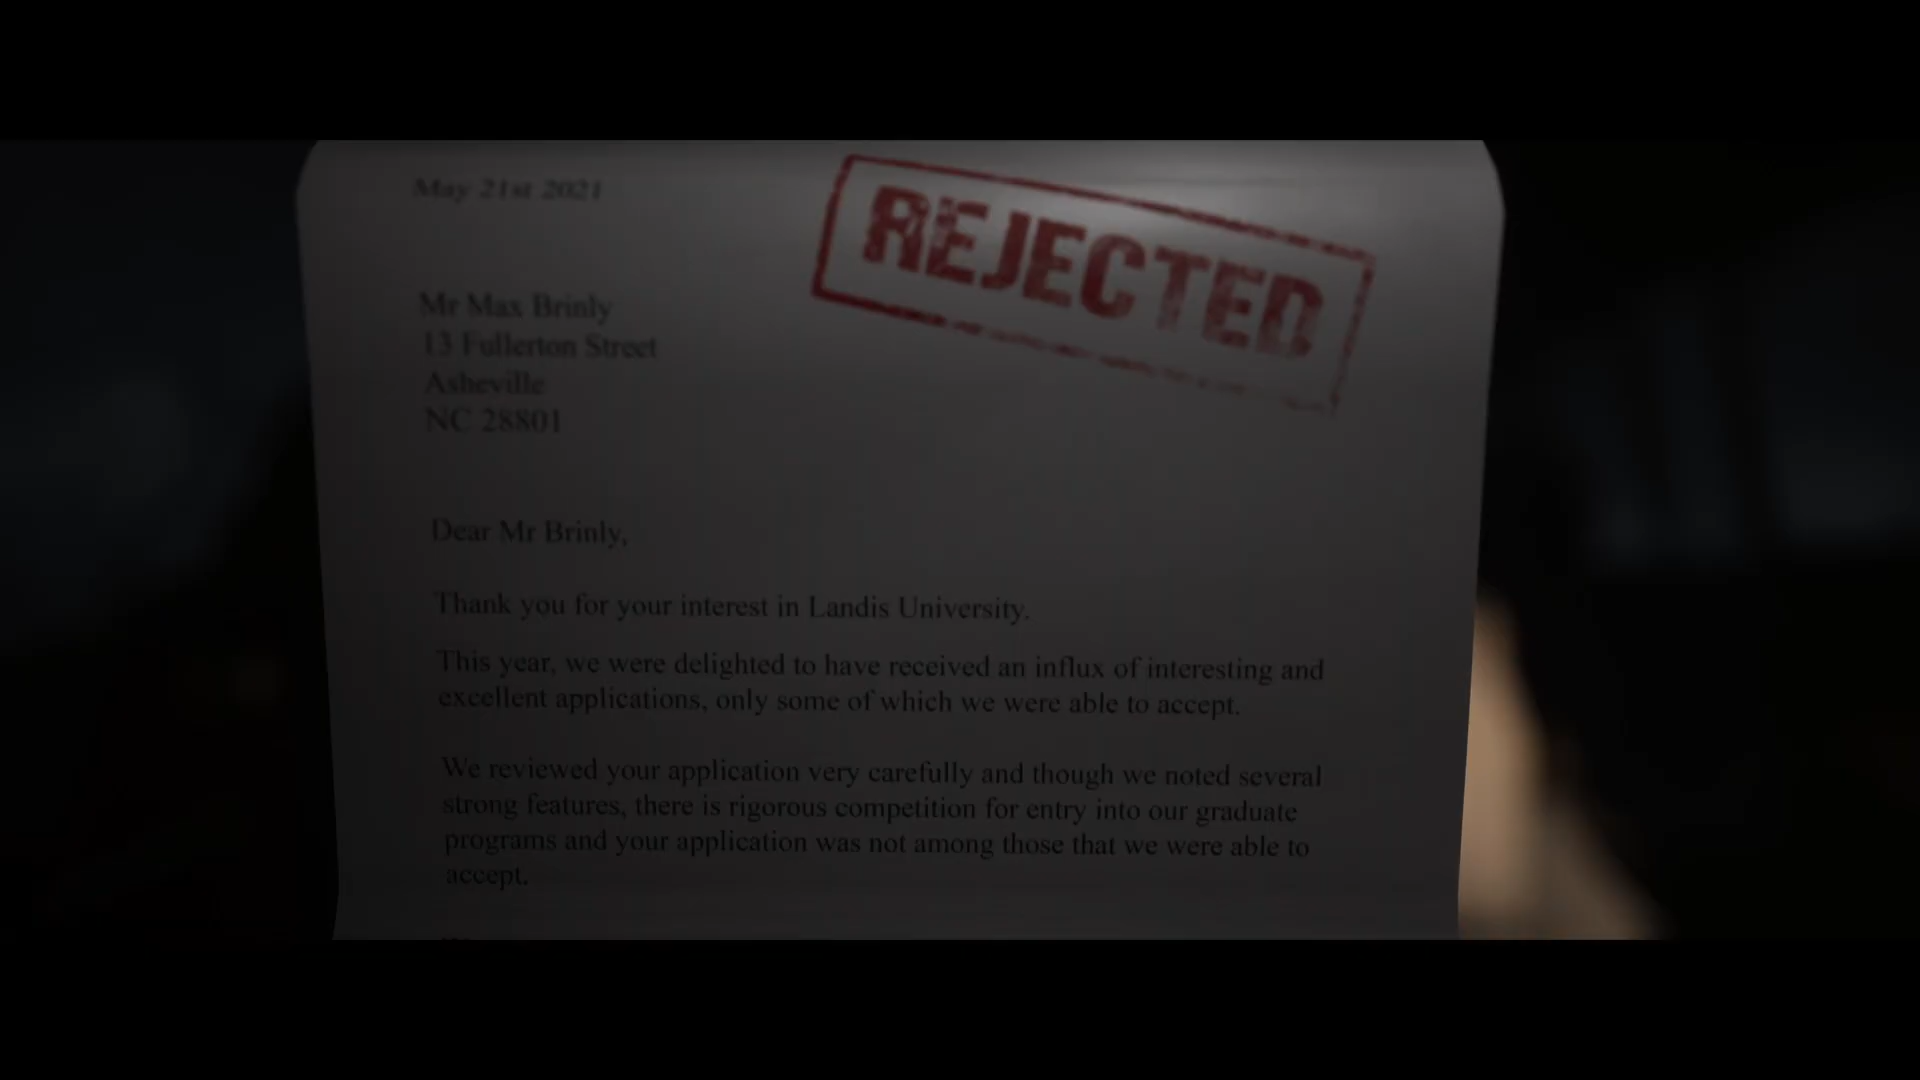 May 21st 2021
REJECTED
Mr Max Brinly
13 Fullerton Street
Asheville
NC 28801
Dear Mr Brinly,
Thank you for your interest in Landis University.
This year, we were delighted to have received an influx of interesting and
excellent applications, only some of which we were able to accept.
We reviewed your application very carefully and though we noted several
strong features, there is rigorous competition for entry into our graduate
programs and your application was not among those that we were able to
accept.